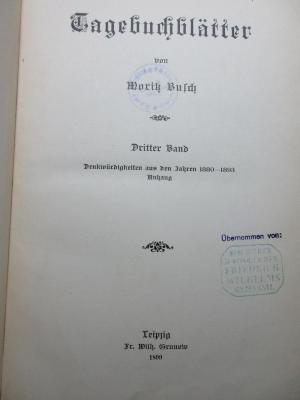 Tagebuchblätter
von
Moritz Busch
Dritter Band
Denkwürdigkeiten aus den Jahren 1880—1893
Anhang
Übernommen von:
FRIEDRICH
WILHELMS
Leipzig
Fr. Wilh. Grunow
1899